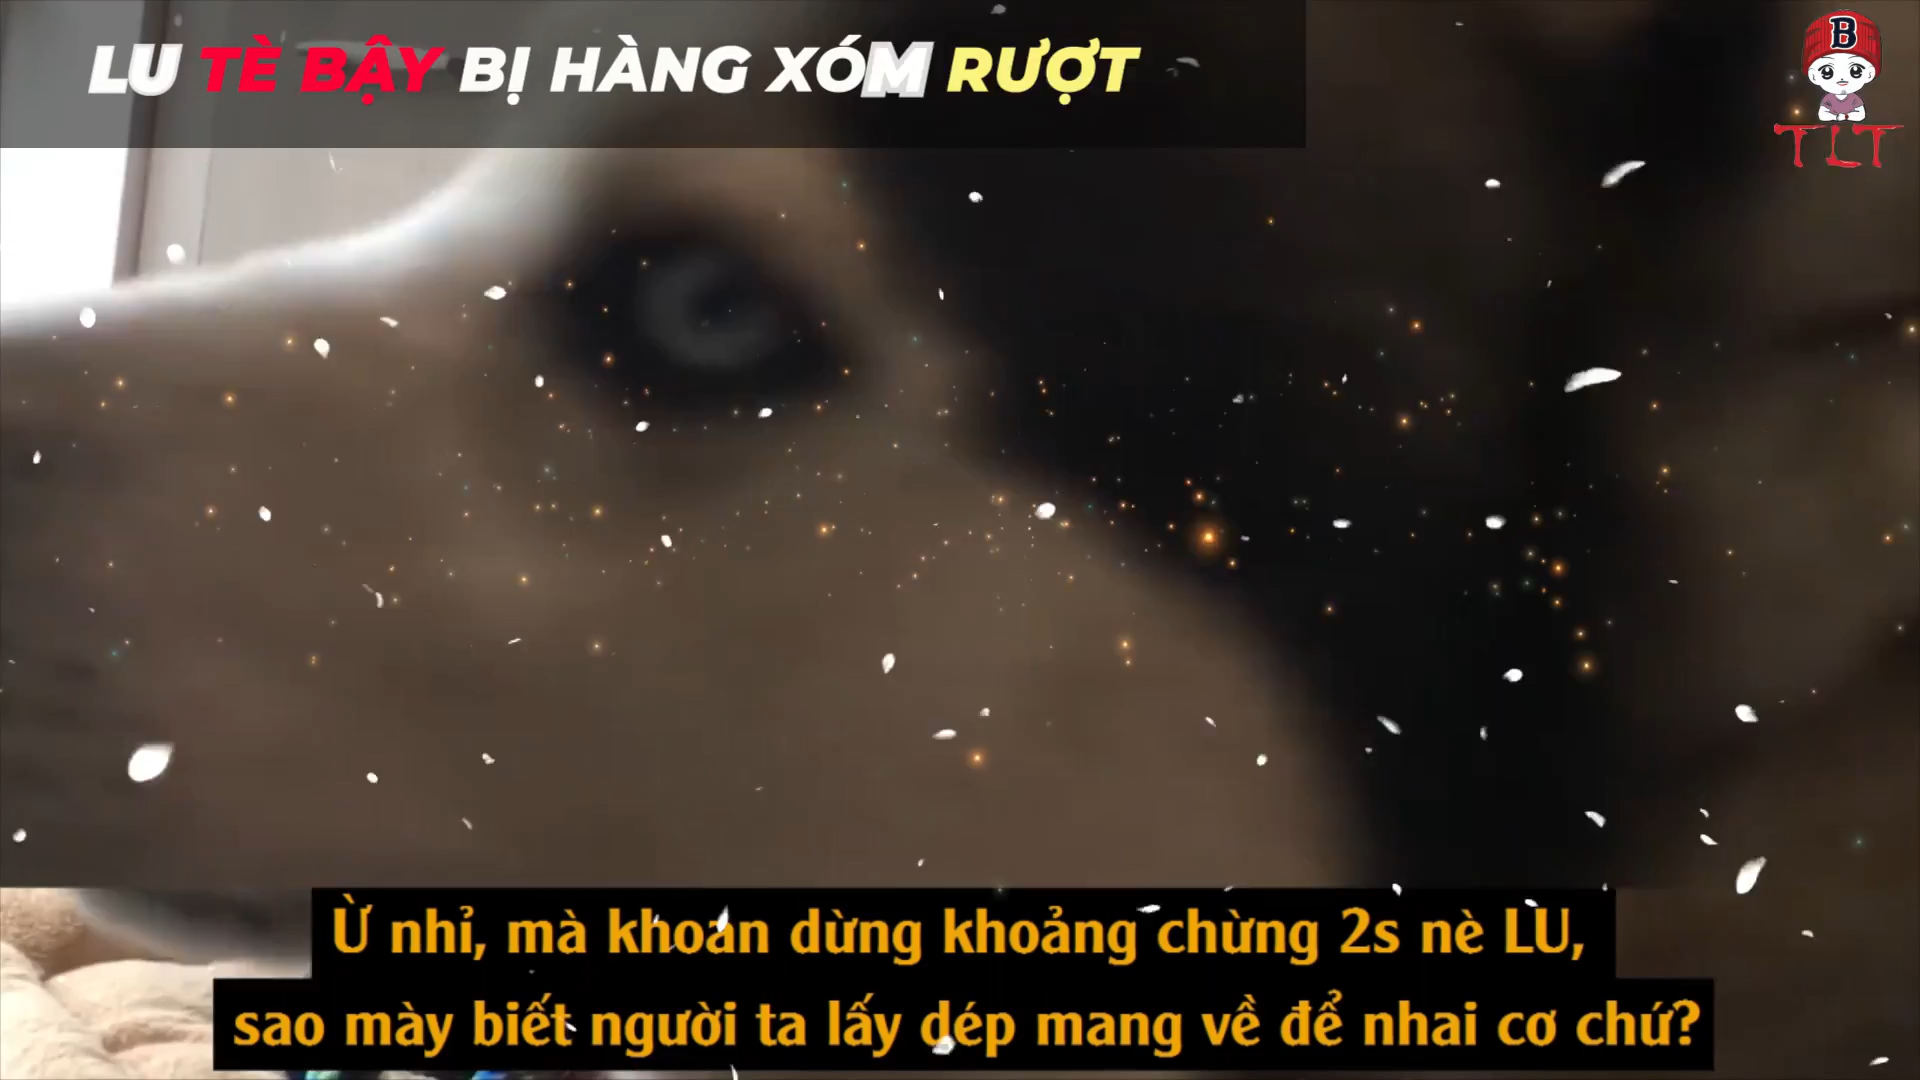 LU TÈ BẬY BỊ HÀNG XÓM RƯỢT
B
TLT
Ừ nhỉ, mà khoan dừng khoảng chừng 2s nè LU,
sao mày biết người ta lấy dép mang về để nhai cơ chứ?